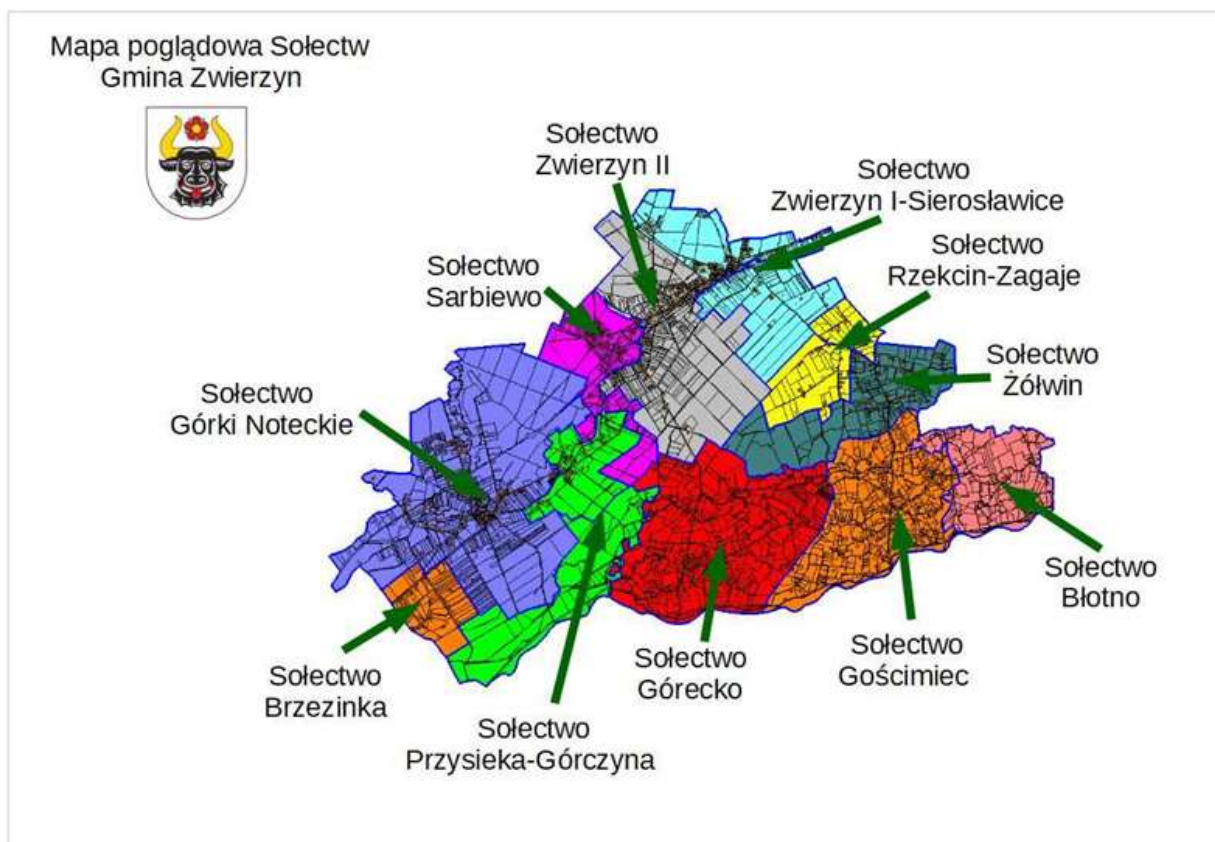 Mapa poglądowa Sołectw
Gmina Zwierzyn
Sołectwo
Zwierzyn II
Sołectwo
Zwierzyn I-Sierosławice
Sołectwo
Rzekcin-Zagaje
Sołectwo
Sarbiewo
Sołectwo
Żółwin
Sołectwo
Górki Noteckie
Sołectwo
Błotno
Sołectwo
Gościmiec
Sołectwo
Górecko
Sołectwo
Brzezinka
Sołectwo
Przysieka-Górczyna